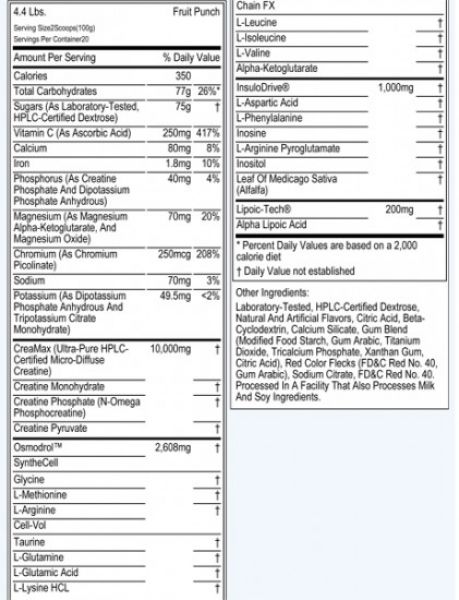 4.4 Lbs. Fruit Punch
Serving Size2Scoops(100g)
Servings Per Container20
Amount Per Serving % Daily Value
Calories 350
Total Carbohydrates 77g 26%*
Sugars (As Laboratory-Tested, 75g †
HPLC-Certified Dextrose)
Vitamin C (As Ascorbic Acid) 250mg 417%
Calcium 80mg 8%
Iron 1.8mg 10%
Phosphorus (As Creatine 40mg 4%
Phosphate And Dipotassium
Phosphate Anhydrous)
Magnesium (As Magnesium 70mg 20%
Alpha-Ketoglutarate, And
Magnesium Oxide)
Chromium (As Chromium 250mcg 208%
Picolinate)
Sodium 70mg 3%
Potassium (As Dipotassium 49.5mg <2%
Phosphate Anhydrous And
Tripotassium Citrate
Monohydrate)
CreaMax (Ultra-Pure HPLC- 10,000mg †
Certified Micro-Diffuse
Creatine)
Creatine Monohydrate †
Creatine Phosphate (N-Omega †
Phosphocreatine)
Creatine Pyruvate †
Osmodrol™ 2,608mg †
SyntheCell
Glycine †
L-Methionine †
L-Arginine †
Cell-Vol
Taurine †
L-Glutamine †
L-Glutamic Acid †
L-Lysine HCL †
Chain FX
L-Leucine †
L-Isoleucine †
L-Valine †
Alpha-Ketoglutarate †
InsuloDrive® 1,000mg †
L-Aspartic Acid †
L-Phenylalanine †
Inosine †
L-Arginine Pyroglutamate †
Inositol †
Leaf Of Medicago Sativa †
(Alfalfa)
Lipoic-Tech® 200mg †
Alpha Lipoic Acid †
* Percent Daily Values are based on a 2,000
calorie diet
† Daily Value not established
Other Ingredients:
Laboratory-Tested, HPLC-Certified Dextrose,
Natural And Artificial Flavors, Citric Acid, Beta-
Cyclodextrin, Calcium Silicate, Gum Blend
(Modified Food Starch, Gum Arabic, Titanium
Dioxide, Tricalcium Phosphate, Xanthan Gum,
Citric Acid), Red Color Flecks (FD&C Red No. 40,
Gum Arabic), Sodium Citrate, FD&C Red No. 40.
Processed In A Facility That Also Processes Milk
And Soy Ingredients.